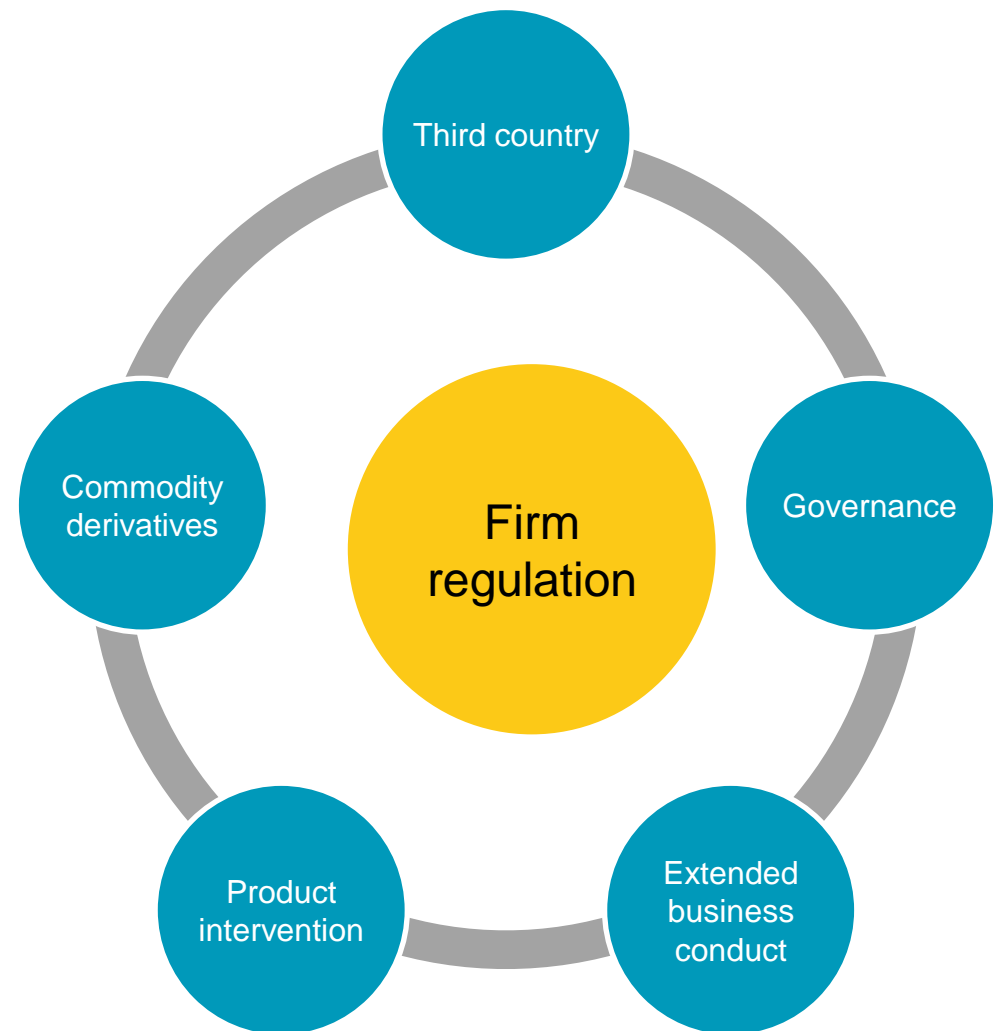 Third country
Commodity
derivatives
Firm
regulation
Governance
Product
intervention
Extended
business
conduct